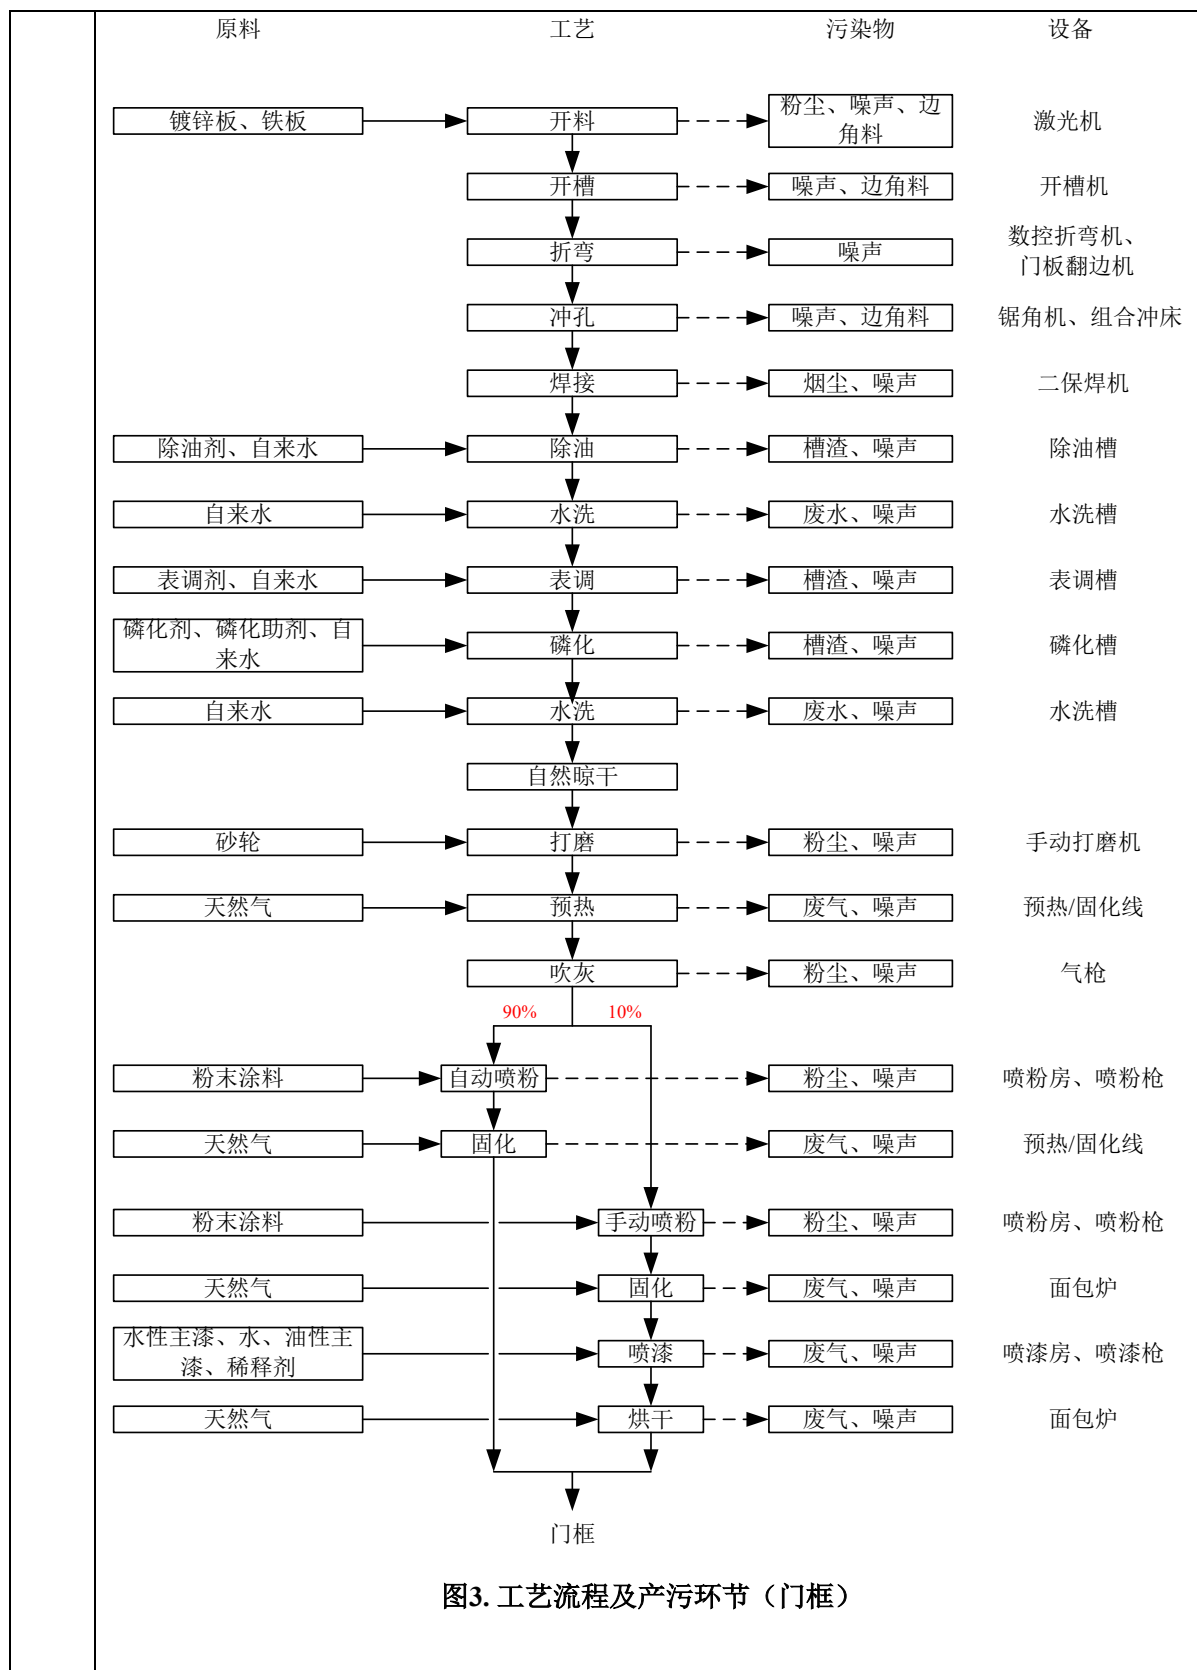 原料 工艺 污染物 设备
镀锌板、铁板 开料 粉尘、噪声、边 激光机
角料
开槽 噪声、边角料 开槽机
折弯 噪声 数控折弯机、
门板翻边机
冲孔 噪声、边角料 锯角机、组合冲床
焊接 烟尘、噪声 二保焊机
除油剂、自来水 除油 槽渣、噪声 除油槽
自来水 水洗 废水、噪声 水洗槽
表调剂、自来水 表调 槽渣、噪声 表调槽
磷化剂、磷化助剂、自
来水 磷化 槽渣、噪声 磷化槽
自来水 水洗 废水、噪声 水洗槽
自然晾干
砂轮 打磨 粉尘、噪声 手动打磨机
天然气 预热 废气、噪声 预热/固化线
吹灰 粉尘、噪声 气枪
90% 10%
粉末涂料 自动喷粉 粉尘、噪声 喷粉房、喷粉枪
天然气 固化 废气、噪声 预热/固化线
粉末涂料 手动喷粉 粉尘、噪声 喷粉房、喷粉枪
天然气 固化 废气、噪声 面包炉
水性主漆、水、油性主
漆、稀释剂 喷漆 废气、噪声 喷漆房、喷漆枪
天然气 烘干 废气、噪声 面包炉
门框
图3. 工艺流程及产污环节（门框）